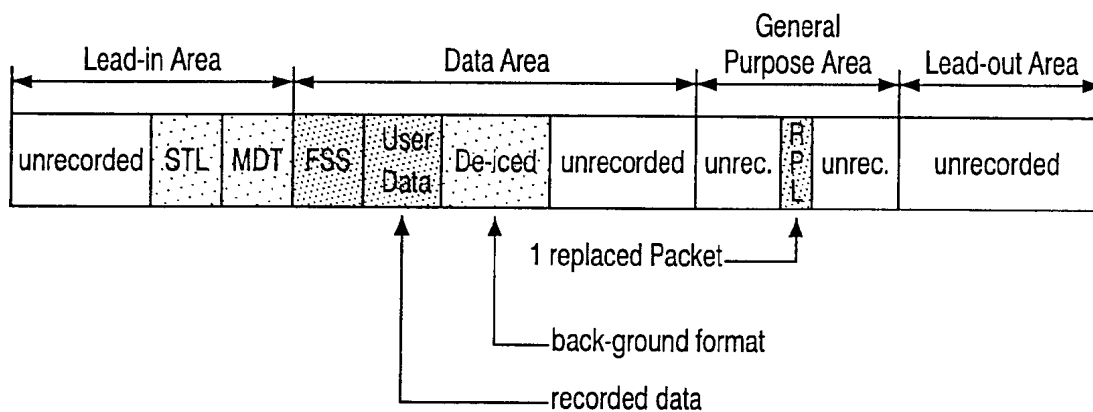 General
Lead-in Area Data Area Purpose Area Lead-out Area
unrecorded STL MDT FSS User Data De-iced unrecorded unrec. RPL unrec. unrecorded
1 replaced Packet
back-ground format
recorded data